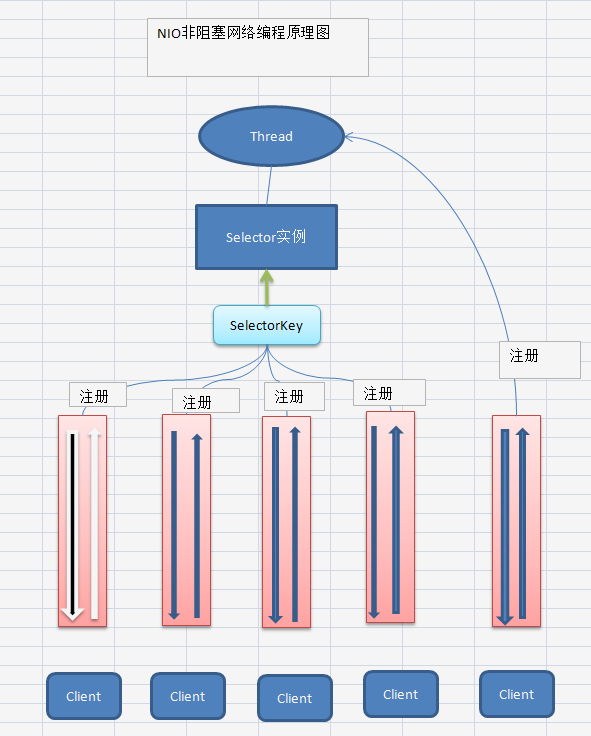 NIO非阻塞网络编程原理图
Thread
Selector实例
SelectorKey
注册
注册
注册
注册
注册
Client
Client
Client
Client
Client